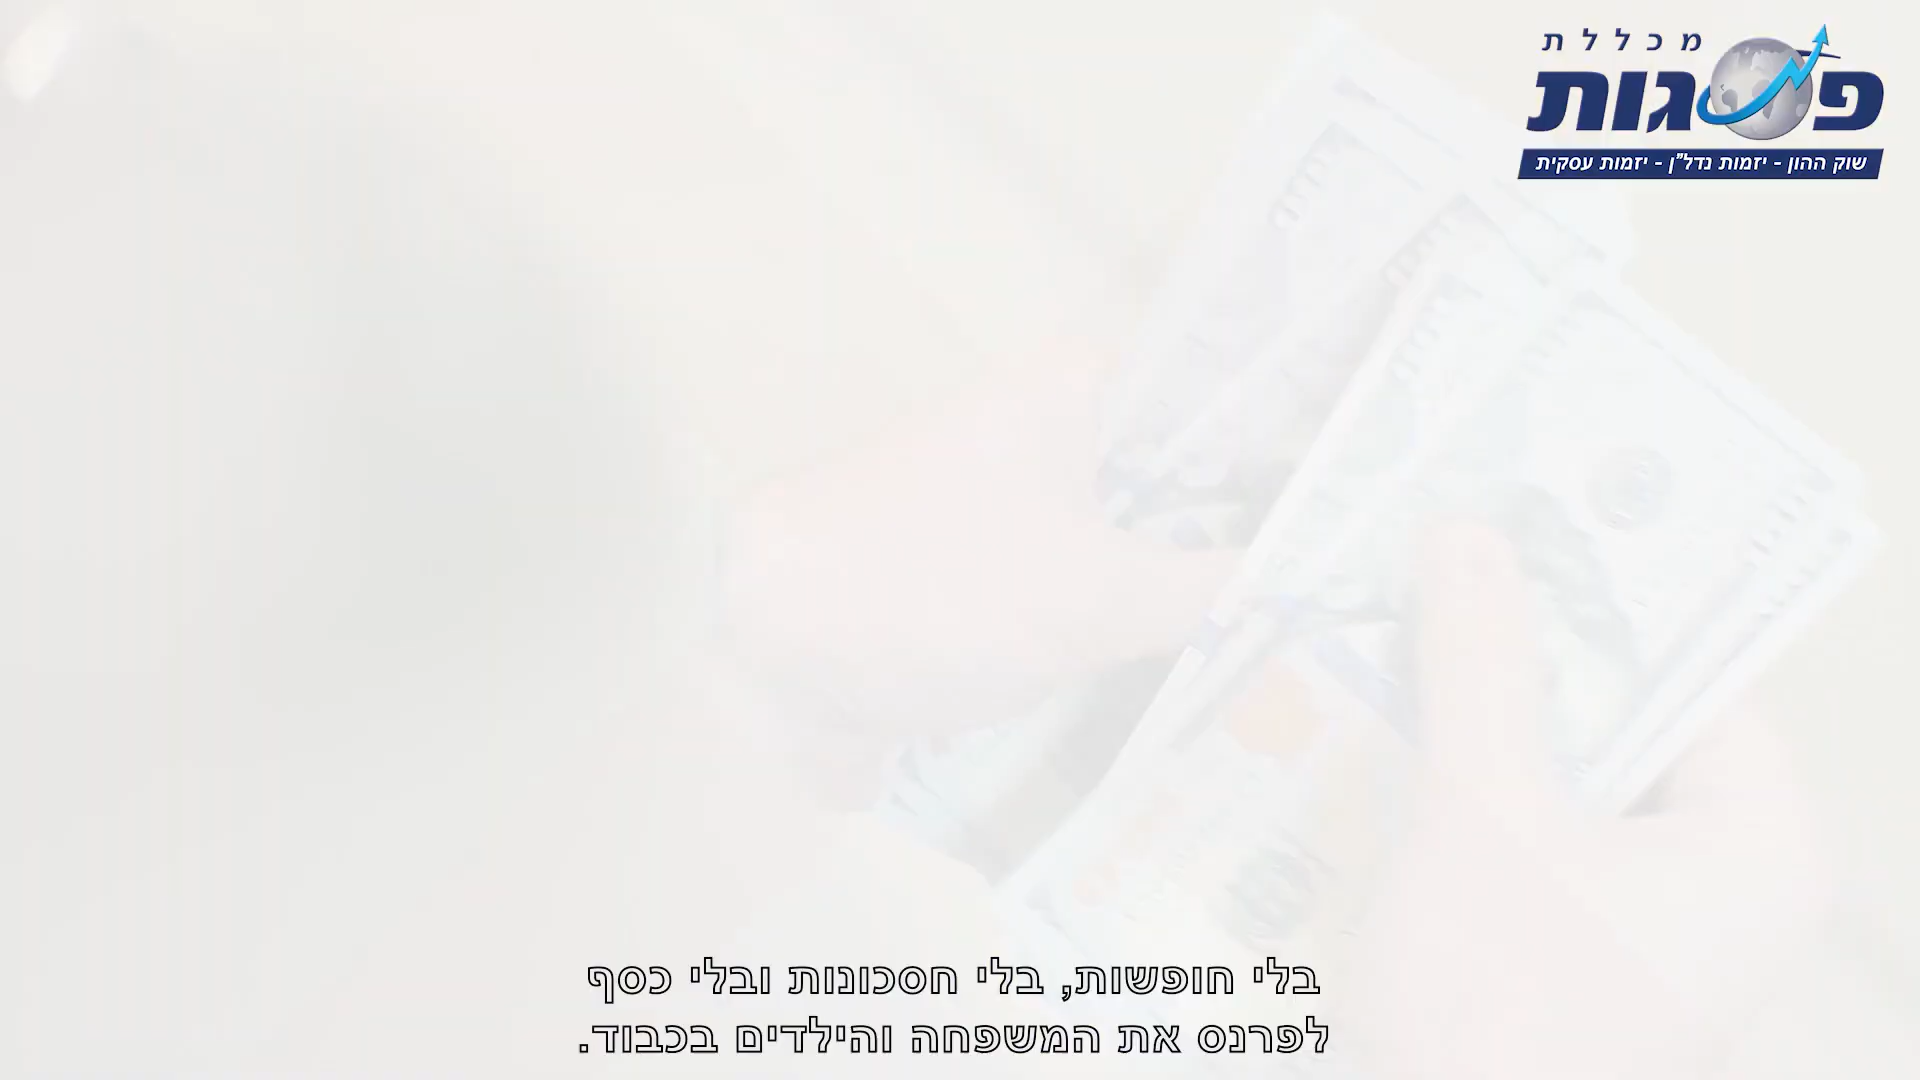 מכללת
פסגות
שוק ההון - יזמות נדל"ן - יזמות עסקית
בלי חופשות, בלי חסכונות ובלי כסף
לפרנס את המשפחה והילדים בכבוד.